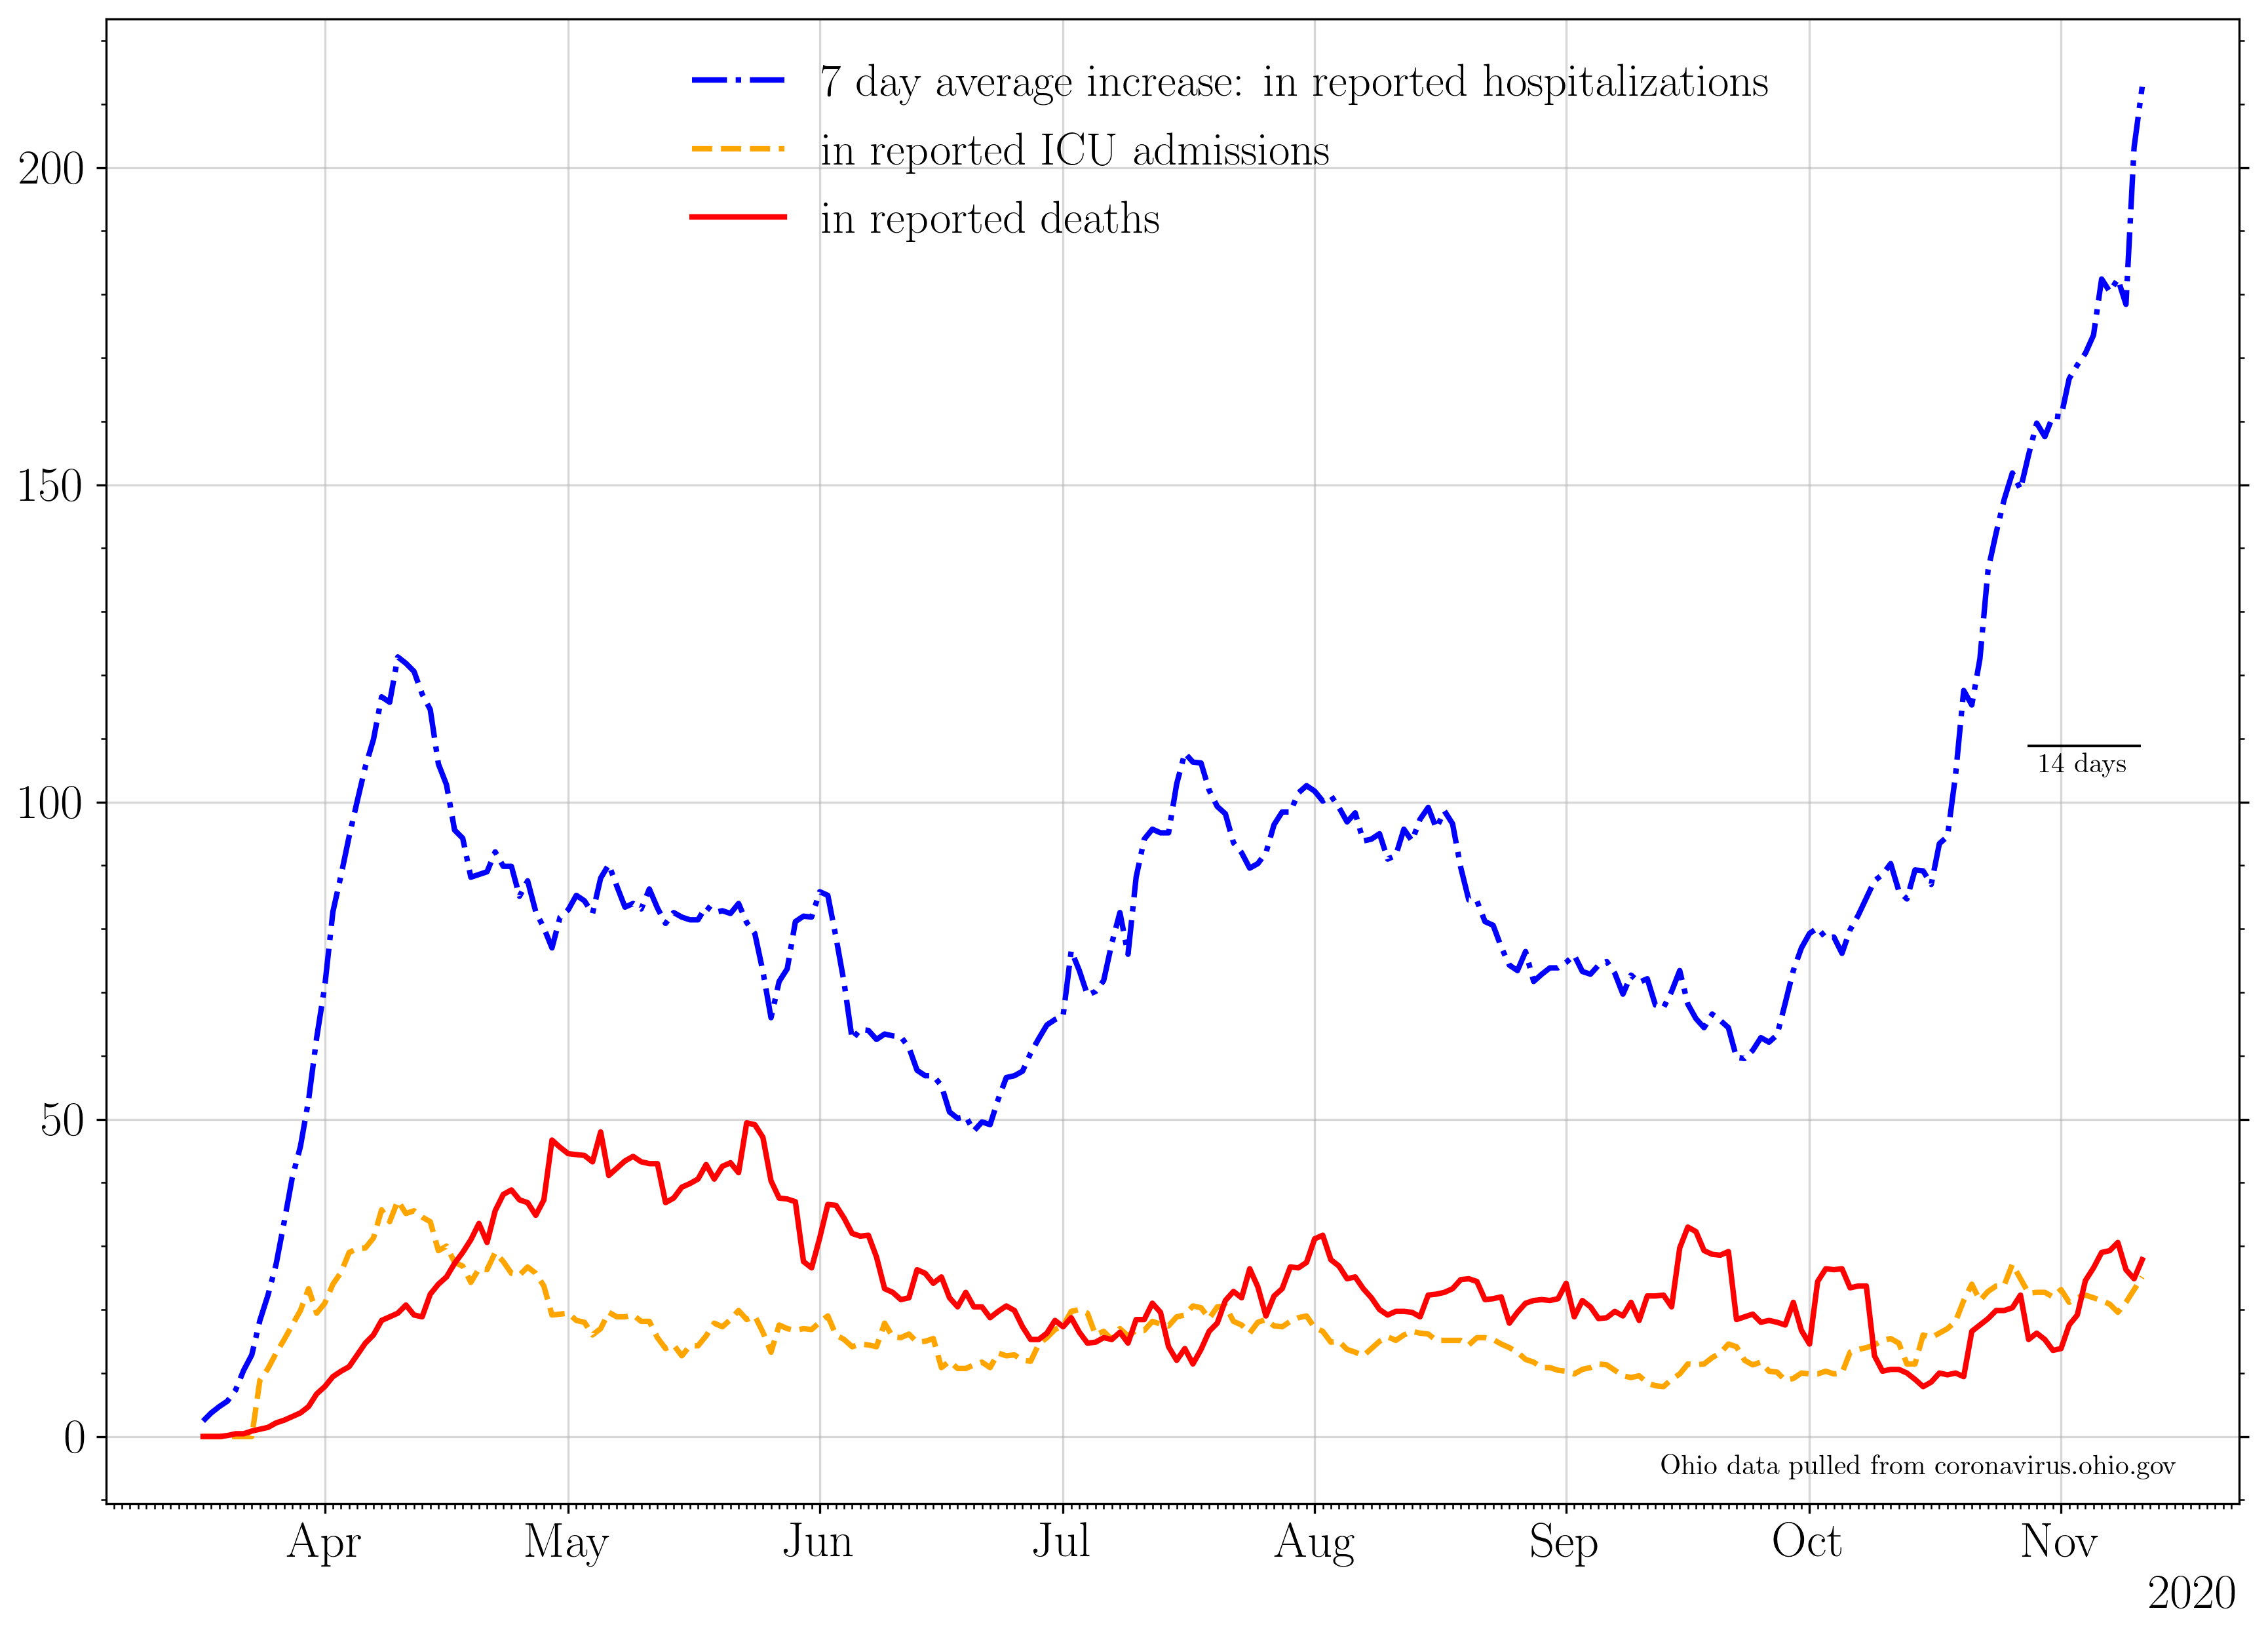 7 day average increase: in reported hospitalizations
in reported ICU admissions
in reported deaths
200
150
100
50
0
14 days
Ohio data pulled from coronavirus.ohio.gov
Apr May Jun Jul Aug Sep Oct Nov
2020